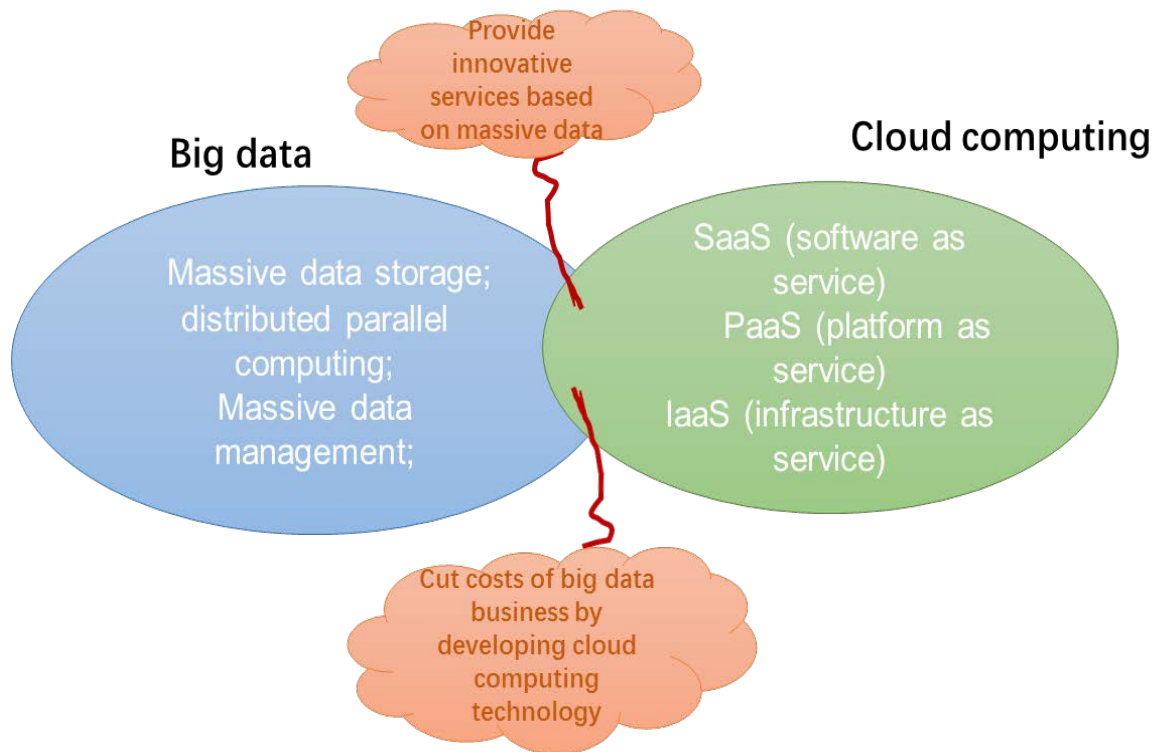 Provide
innovative
services based
on massive data
Big data
Cloud computing
Massive data storage;
distributed parallel
computing;
Massive data
management;
SaaS (software as
service)
PaaS (platform as
service)
IaaS (infrastructure as
service)
Cut costs of big data
business by
developing cloud
computing
technology